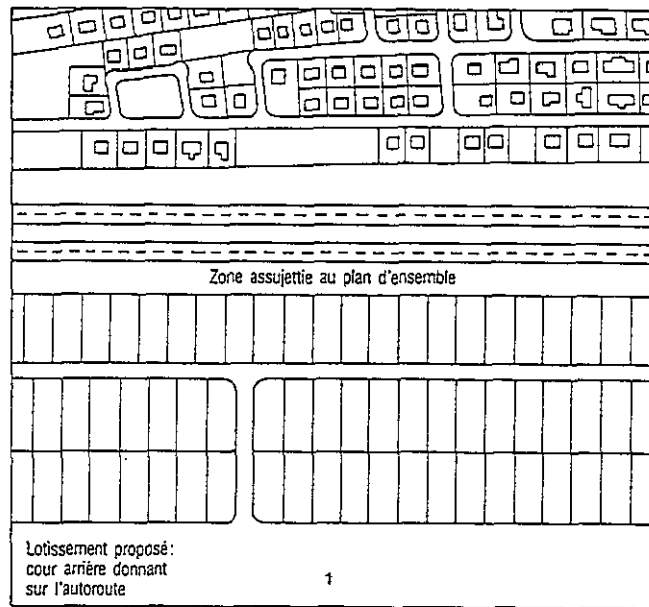 Zone assujettie au plan d'ensemble
Lotissement proposé:
cour arrière donnant
sur l'autoroute
1